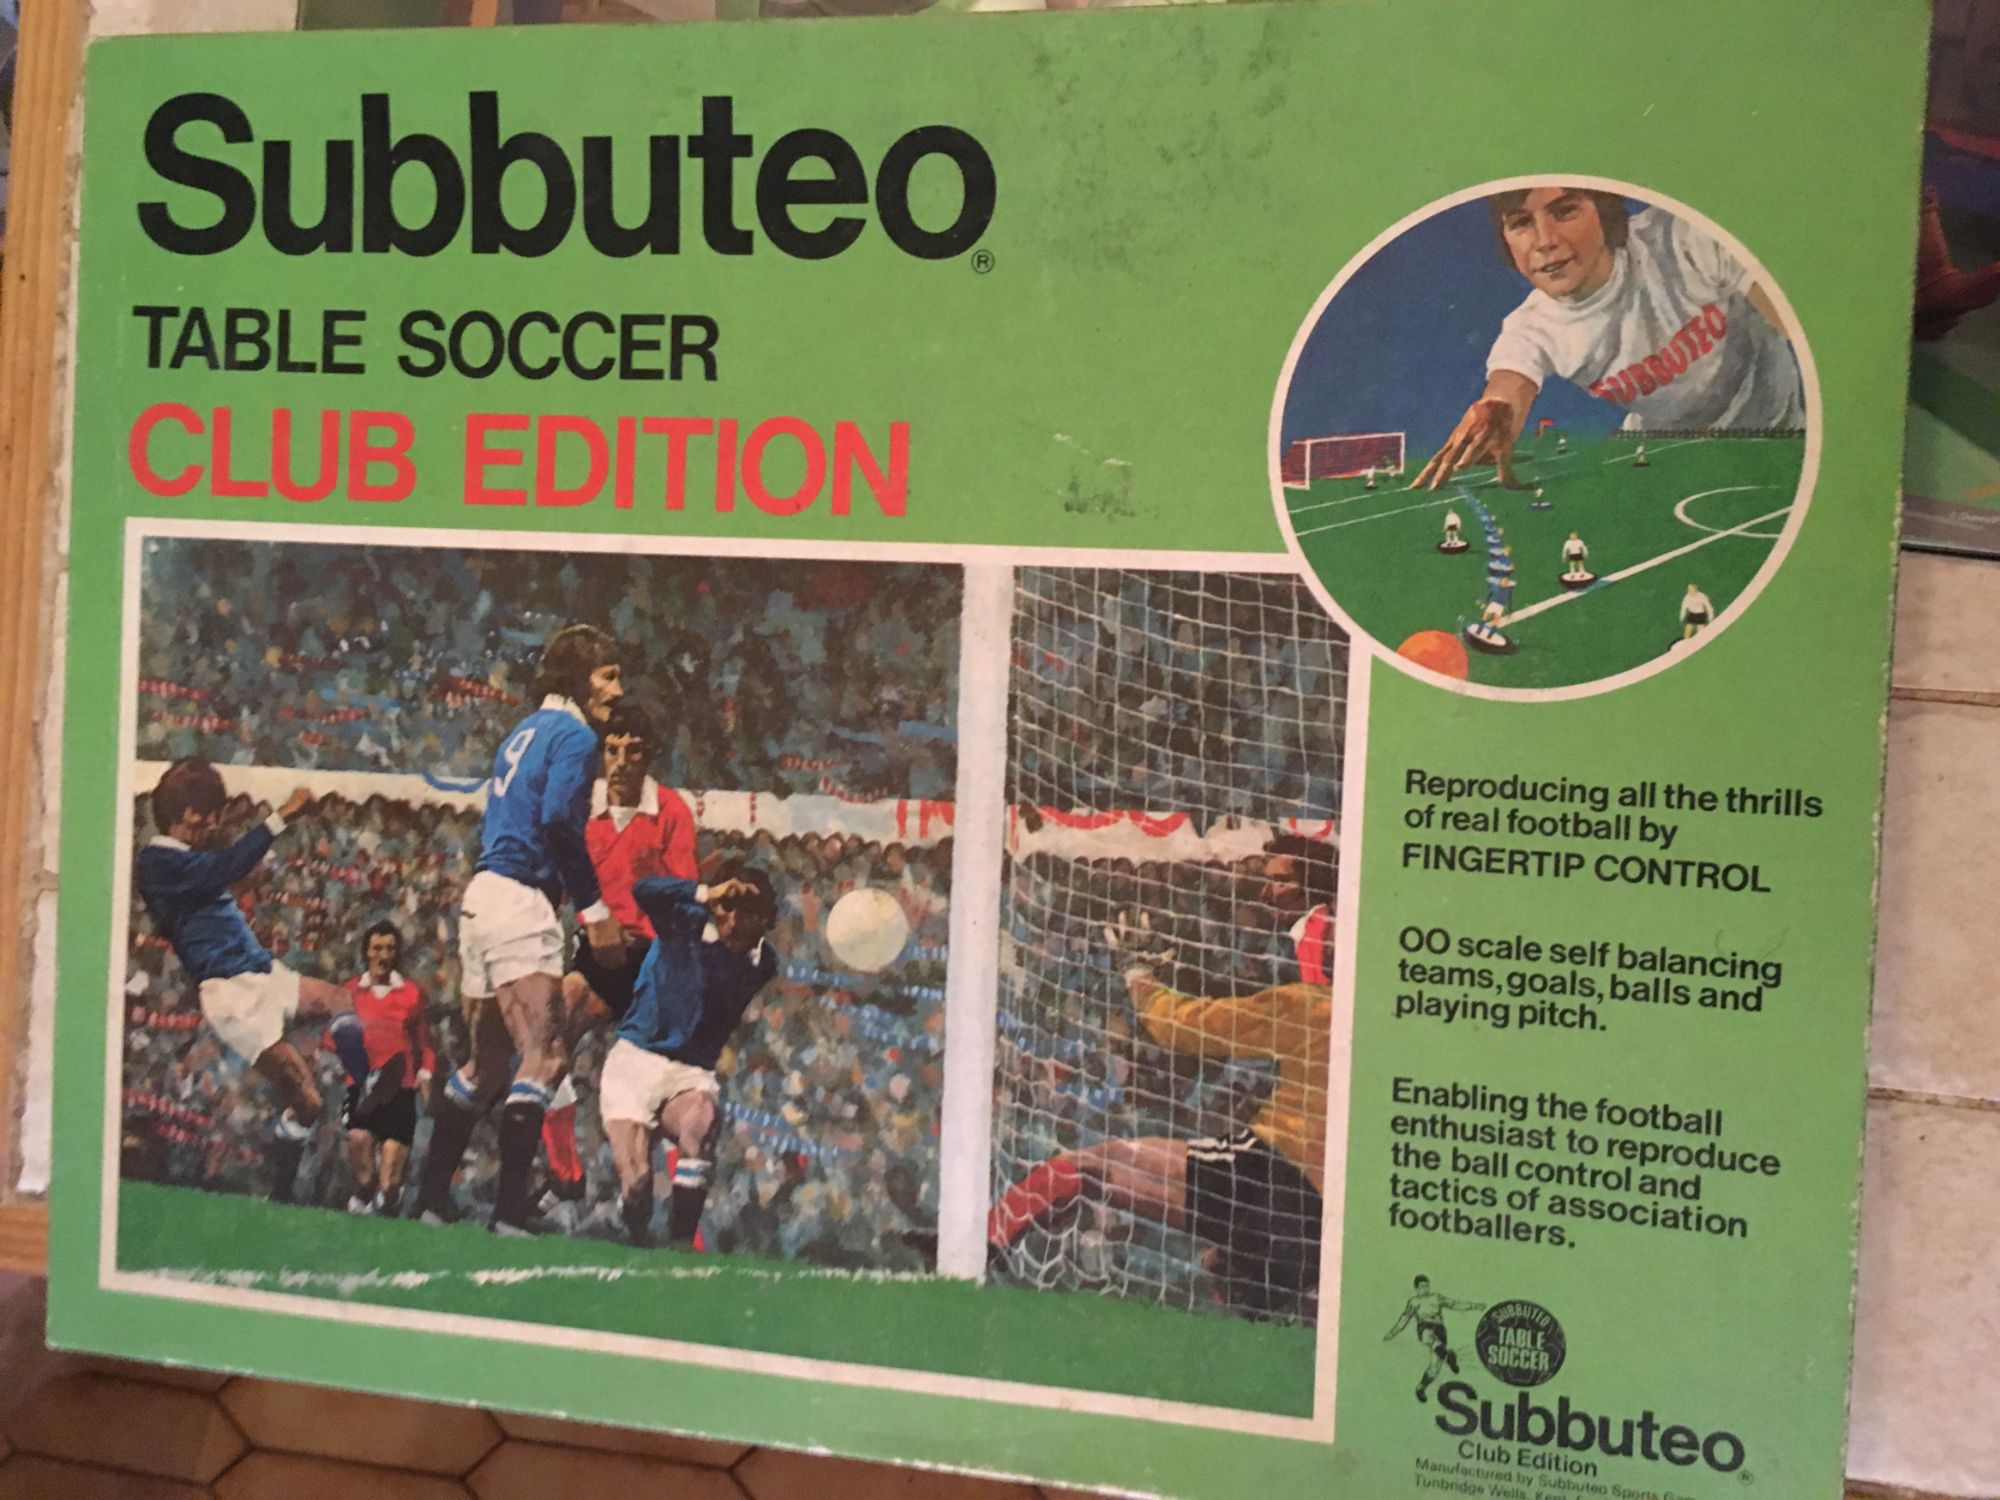 Subbuteo®
TABLE SOCCER
CLUB EDITION
SUBBUTEO
9
Reproducing all the thrills
of real football by
FINGERTIP CONTROL
OO scale self balancing
teams, goals, balls and
playing pitch.
Enabling the football
enthusiast to reproduce
the ball control and
tactics of association
footballers.
SUBBUTEO
TABLE
SOCCER
Subbuteo®
Club Edition
Manufactured by Subbuteo Sports
Tunbridge Wells,